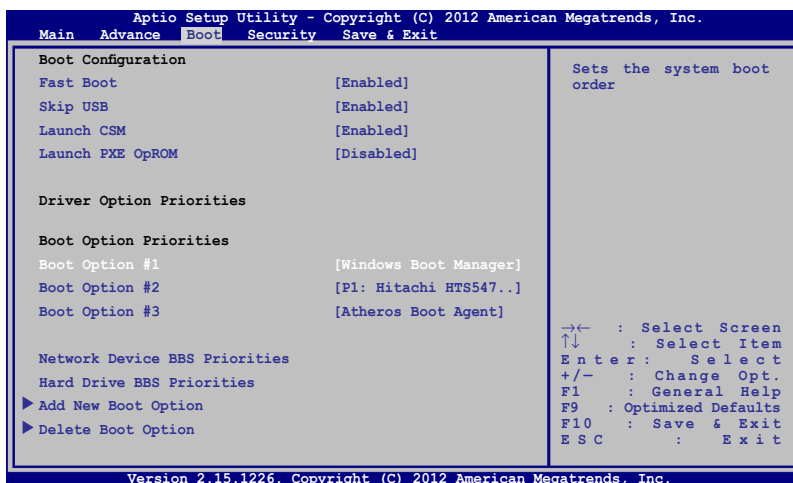 Aptio Setup Utility - Copyright (C) 2012 American Megatrends, Inc.
Main Advance Boot Security Save & Exit
Boot Configuration
Fast Boot [Enabled]
Skip USB [Enabled]
Launch CSM [Enabled]
Launch PXE OpROM [Disabled]
Driver Option Priorities
Boot Option Priorities
Boot Option #1 [Windows Boot Manager]
Boot Option #2 [P1: Hitachi HTS547..]
Boot Option #3 [Atheros Boot Agent]
Network Device BBS Priorities
Hard Drive BBS Priorities
Add New Boot Option
Delete Boot Option
Sets the system boot
order
→← : Select Screen
↑↓ : Select Item
Enter: Select
+/— : Change Opt.
F1 : General Help
F9 : Optimized Defaults
F10 : Save & Exit
ESC : Exit
Version 2.15.1226. Copyright (C) 2012 American Megatrends, Inc.